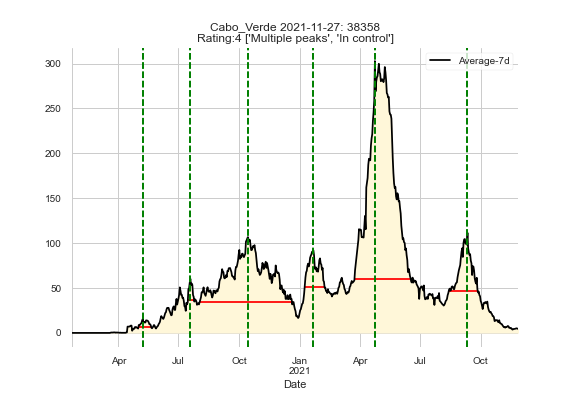 Cabo_Verde 2021-11-27: 38358
Rating:4 ['Multiple peaks', 'In control']
Average-7d
300
250
200
150
100
50
0
Apr Jul Oct Jan Apr Jul Oct
2021
Date